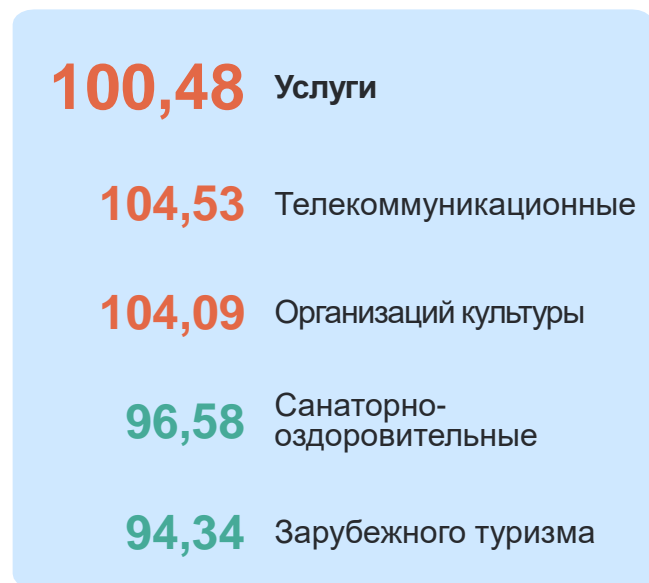 100,48 Услуги
104,53 Телекоммуникационные
104,09 Организаций культуры
96,58 Санаторно-
оздоровительные
94,34 Зарубежного туризма